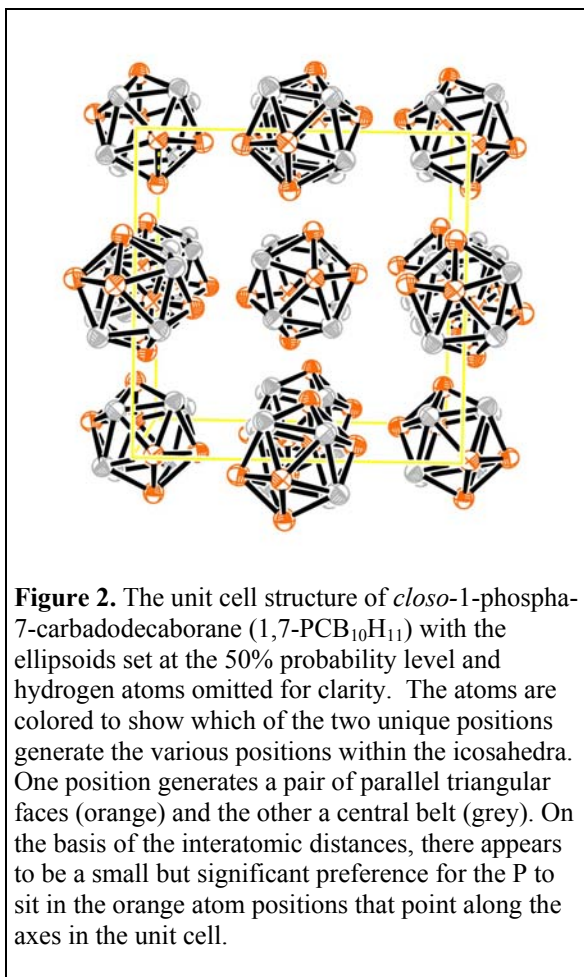 Figure 2. The unit cell structure of closo-1-phospha-
7-carbadodecaborane (1,7-PCB₁₀H₁₁) with the
ellipsoids set at the 50% probability level and
hydrogen atoms omitted for clarity.  The atoms are
colored to show which of the two unique positions
generate the various positions within the icosahedra.
One position generates a pair of parallel triangular
faces (orange) and the other a central belt (grey). On
the basis of the interatomic distances, there appears
to be a small but significant preference for the P to
sit in the orange atom positions that point along the
axes in the unit cell.